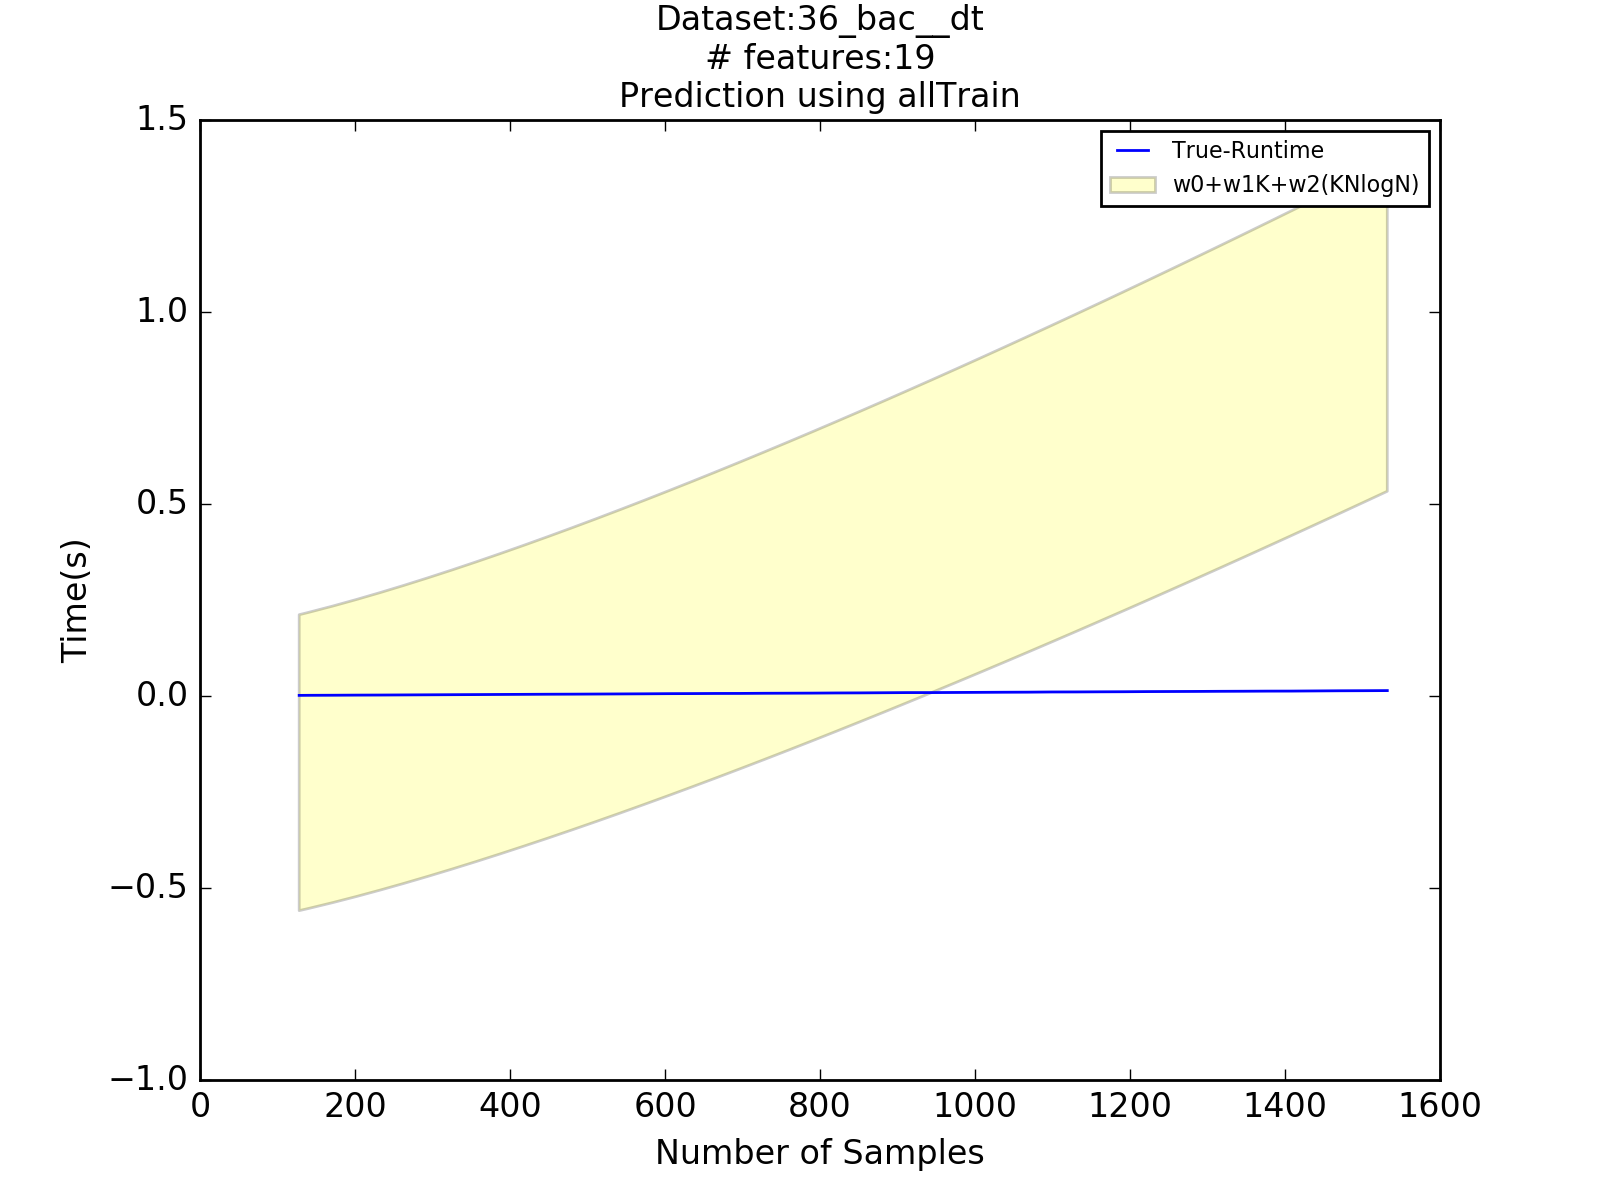 Dataset:36_bac__dt
# features:19
Prediction using allTrain
1.5
1.0
0.5
0.0
−0.5
−1.0
Time(s)
True-Runtime
w0+w1K+w2(KNlogN)
0 200 400 600 800 1000 1200 1400 1600
Number of Samples